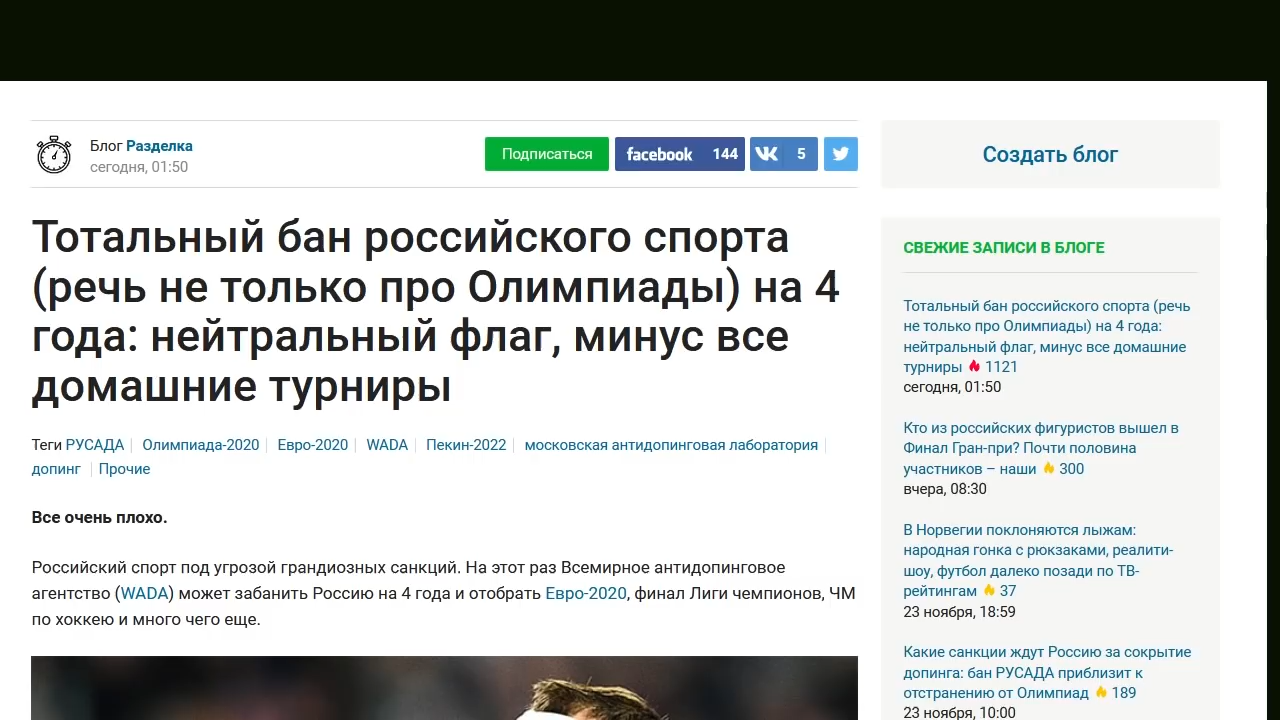 Блог Разделка
сегодня, 01:50
Подписаться
facebook 144
5
Тотальный бан российского спорта
(речь не только про Олимпиады) на 4
года: нейтральный флаг, минус все
домашние турниры
Теги РУСАДА Олимпиада-2020 Евро-2020 WADA Пекин-2022 московская антидопинговая лаборатория
допинг Прочие
Все очень плохо.
Российский спорт под угрозой грандиозных санкций. На этот раз Всемирное антидопинговое
агентство (WADA) может забанить Россию на 4 года и отобрать Евро-2020, финал Лиги чемпионов, ЧМ
по хоккею и много чего еще.
Создать блог
СВЕЖИЕ ЗАПИСИ В БЛОГЕ
Тотальный бан российского спорта (речь
не только про Олимпиады) на 4 года:
нейтральный флаг, минус все домашние
турниры 1121
сегодня, 01:50
Кто из российских фигуристов вышел в
Финал Гран-при? Почти половина
участников – наши 300
вчера, 08:30
В Норвегии поклоняются лыжам:
народная гонка с рюкзаками, реалити-
шоу, футбол далеко позади по ТВ-
рейтингам 37
23 ноября, 18:59
Какие санкции ждут Россию за сокрытие
допинга: бан РУСАДА приблизит к
отстранению от Олимпиад 189
23 ноября, 10:00